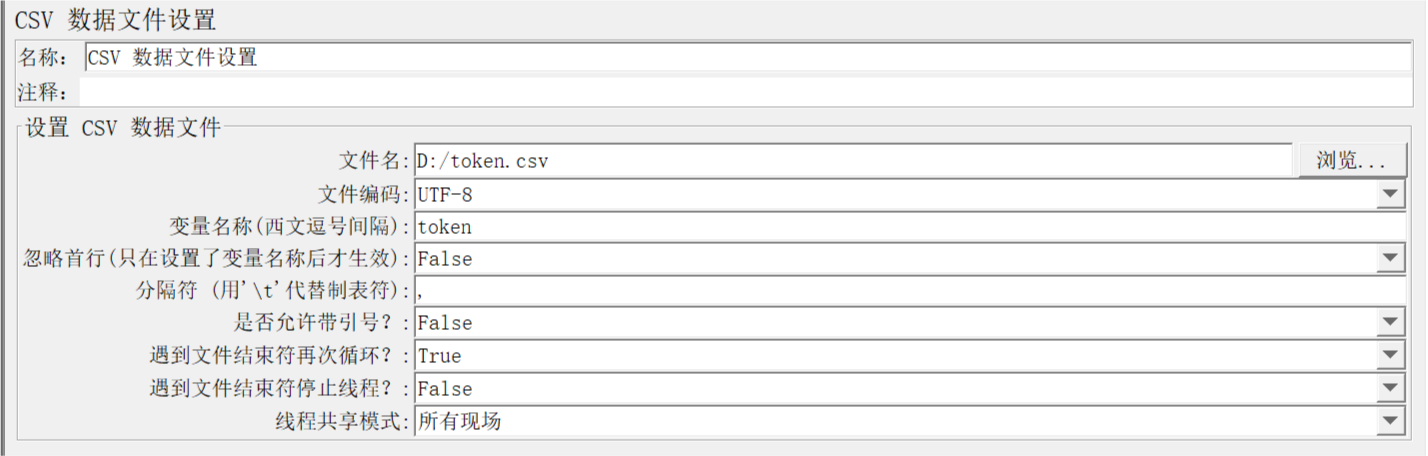 CSV 数据文件设置
名称: CSV 数据文件设置
注释:
设置 CSV 数据文件
文件名: D:/token.csv 浏览...
文件编码: UTF-8
变量名称(西文逗号间隔): token
忽略首行(只在设置了变量名称后才生效): False
分隔符 (用'\t'代替制表符): ,
是否允许带引号? : False
遇到文件结束符再次循环? : True
遇到文件结束符停止线程? : False
线程共享模式: 所有现场